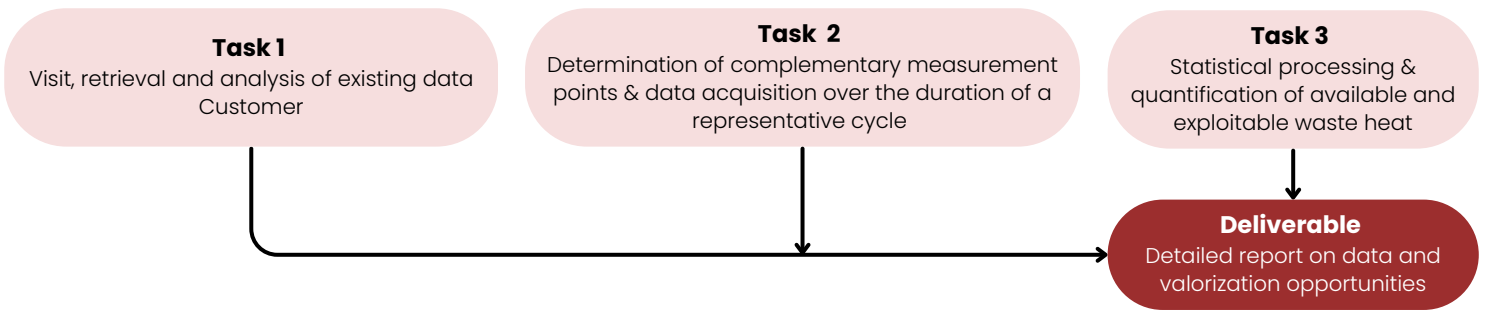 Task 1
Visit, retrieval and analysis of existing data
Customer
Task 2
Determination of complementary measurement
points & data acquisition over the duration of a
representative cycle
Task 3
Statistical processing &
quantification of available and
exploitable waste heat
Deliverable
Detailed report on data and
valorization opportunities